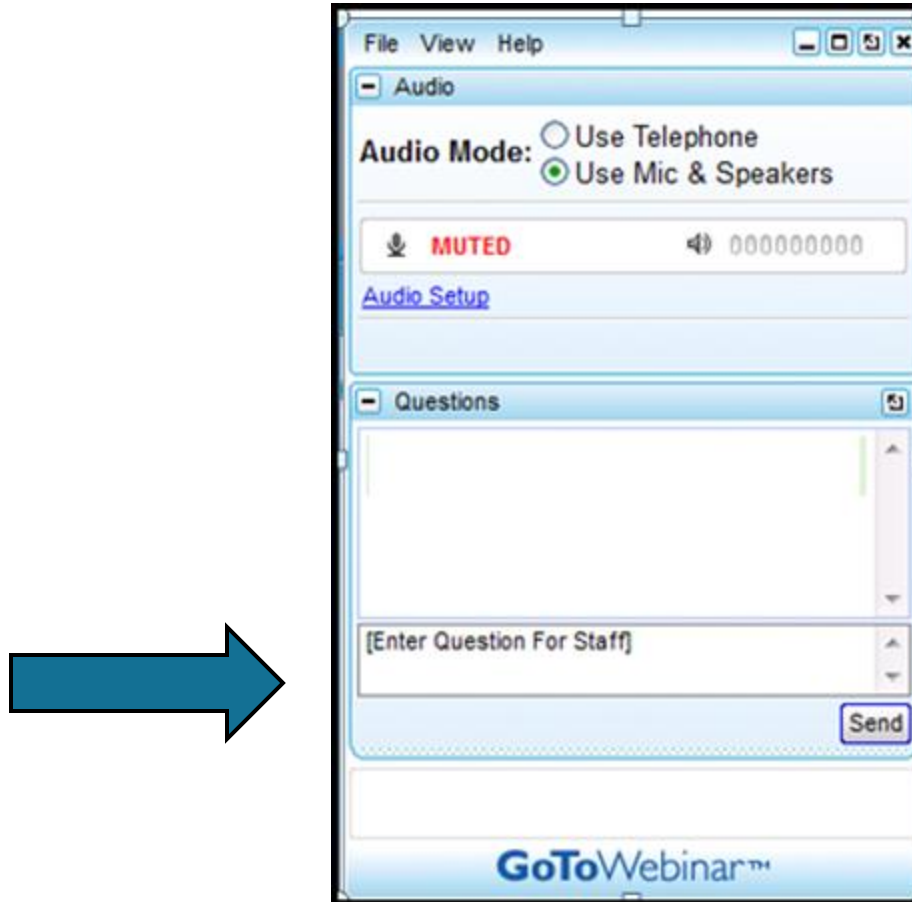 File View Help
Audio
Audio Mode: Use Telephone
Use Mic & Speakers
MUTED 000000000
Audio Setup
Questions
[Enter Question For Staff]
Send
GoToWebinar™